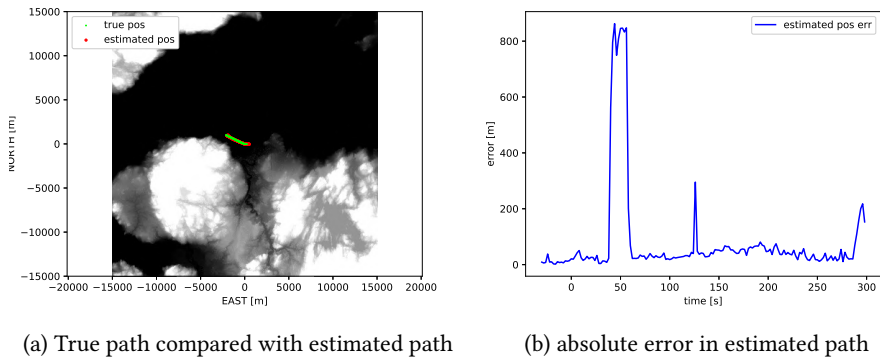 true pos
estimated pos
15000
10000
5000
0
−5000
−10000
−15000
NORTH [m]
−20000 −15000 −10000 −5000 0 5000 10000 15000 20000
EAST [m]
estimated pos err
800
600
400
200
0
error [m]
0 50 100 150 200 250 300
time [s]
(a) True path compared with estimated path
(b) absolute error in estimated path